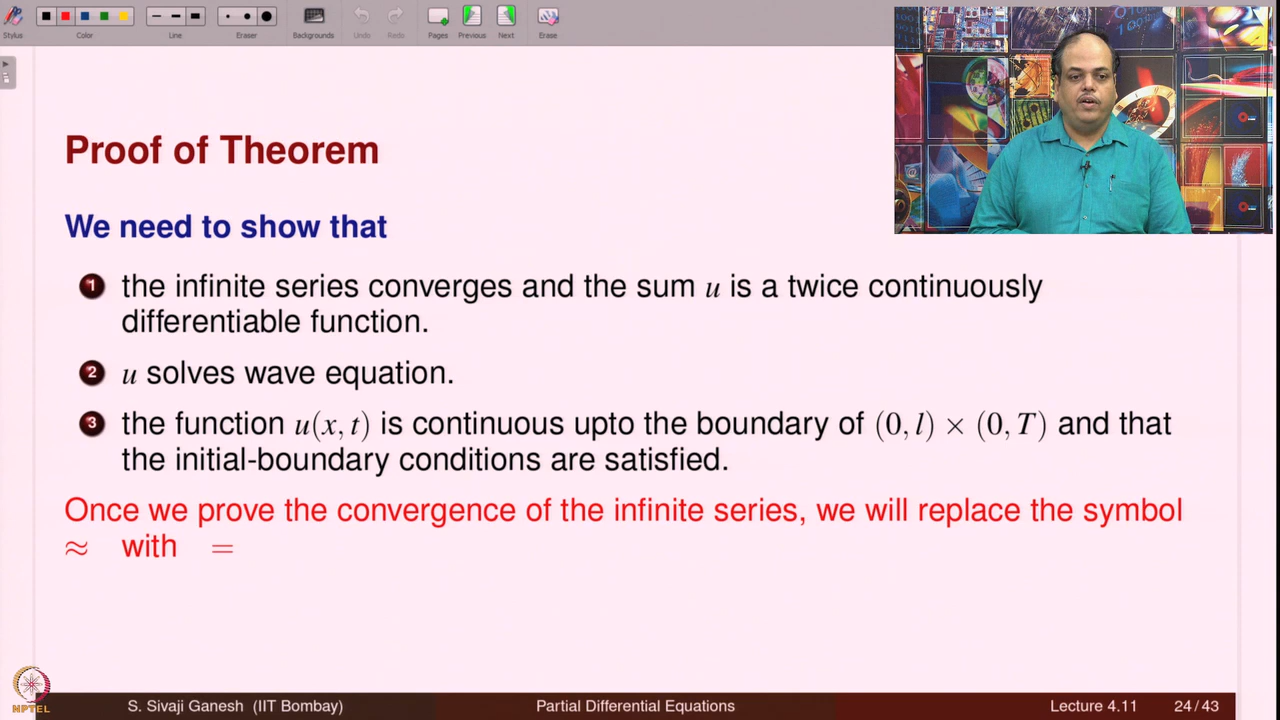 Stylus
Color
Line
Eraser
Backgrounds
Undo
Redo
Pages
Previous
Next
Erase
Proof of Theorem
We need to show that
1 the infinite series converges and the sum u is a twice continuously
differentiable function.
2 u solves wave equation.
3 the function u(x, t) is continuous upto the boundary of (0, l) × (0, T) and that
the initial-boundary conditions are satisfied.
Once we prove the convergence of the infinite series, we will replace the symbol
≈ with =
NPTEL
S. Sivaji Ganesh (IIT Bombay) Partial Differential Equations Lecture 4.11 24 / 43